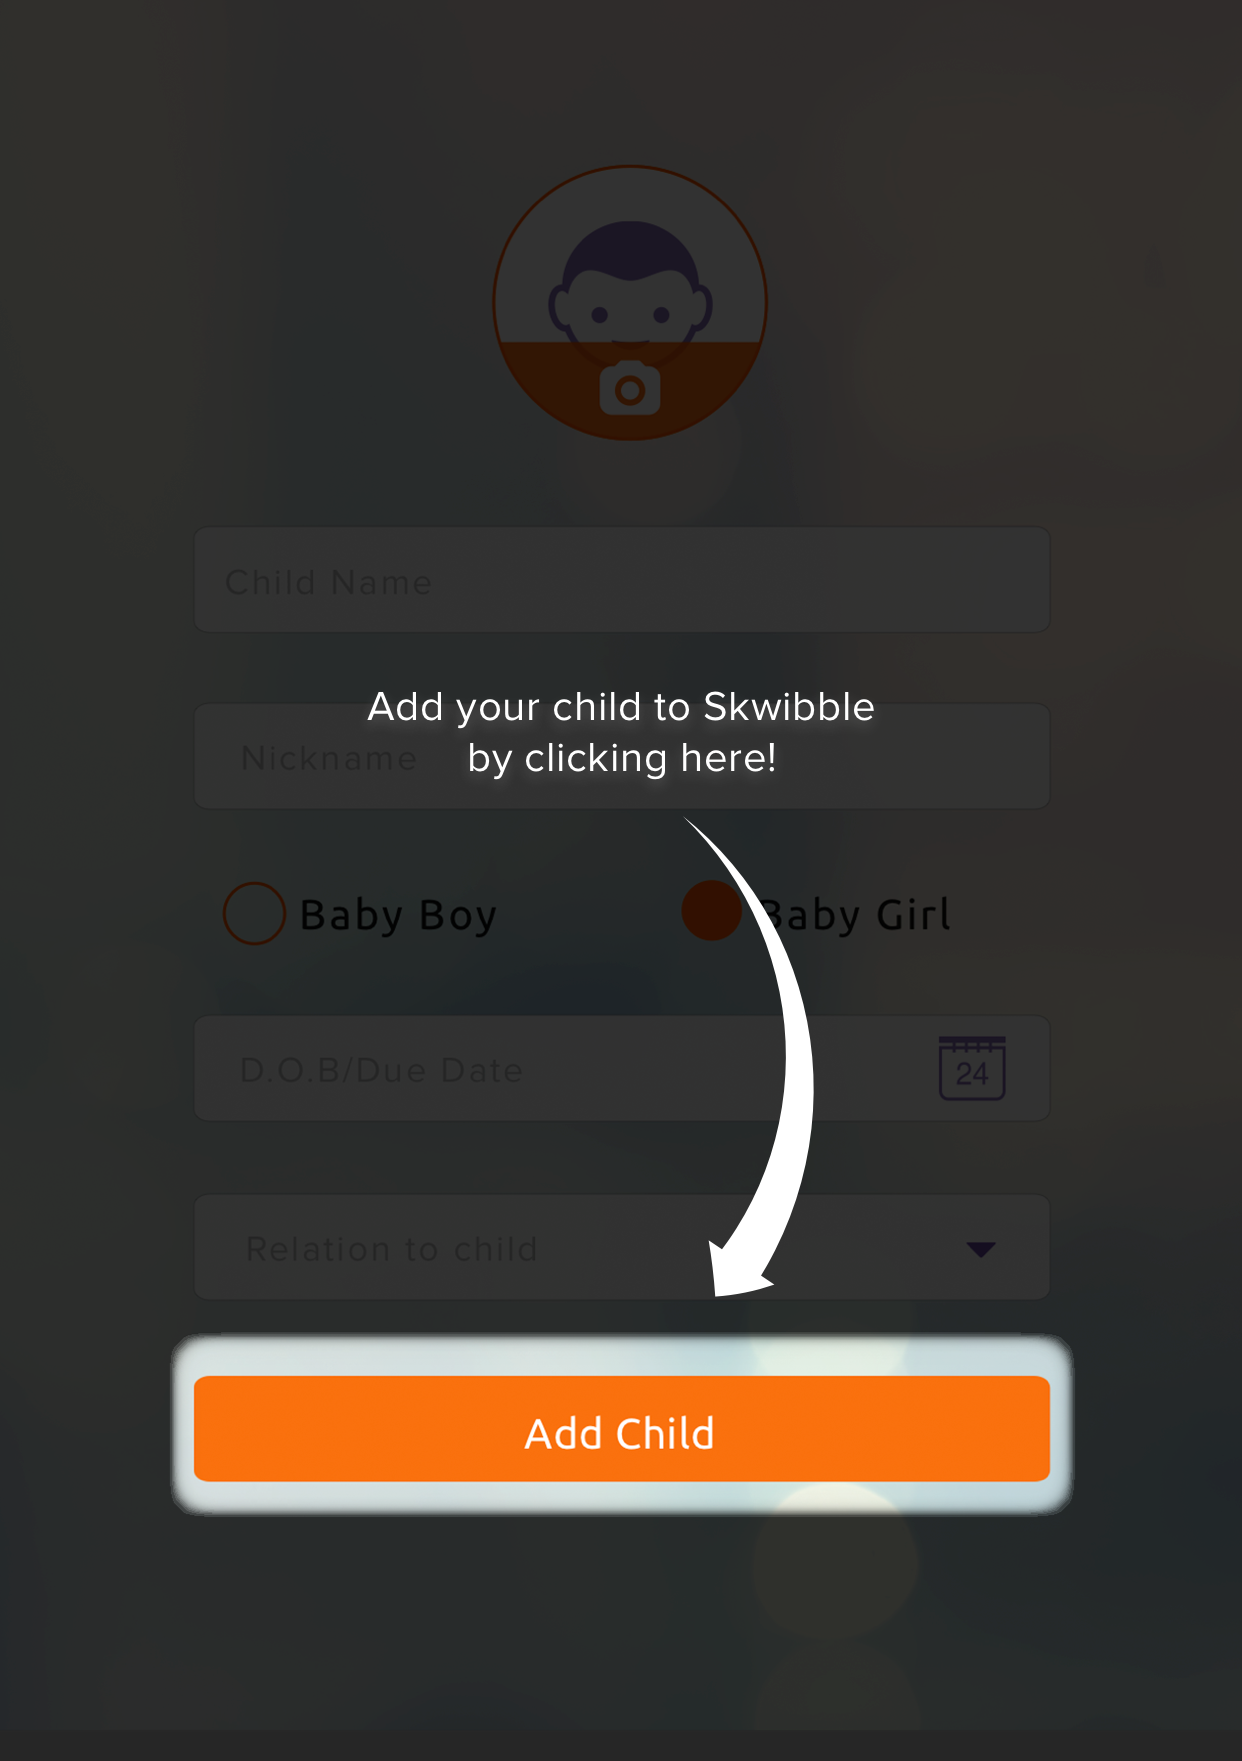 Child Name
Add your child to Skwibble
Nickname
by clicking here!
Baby Boy
Baby Girl
D.O.B/Due Date
24
Relation to child
Add Child